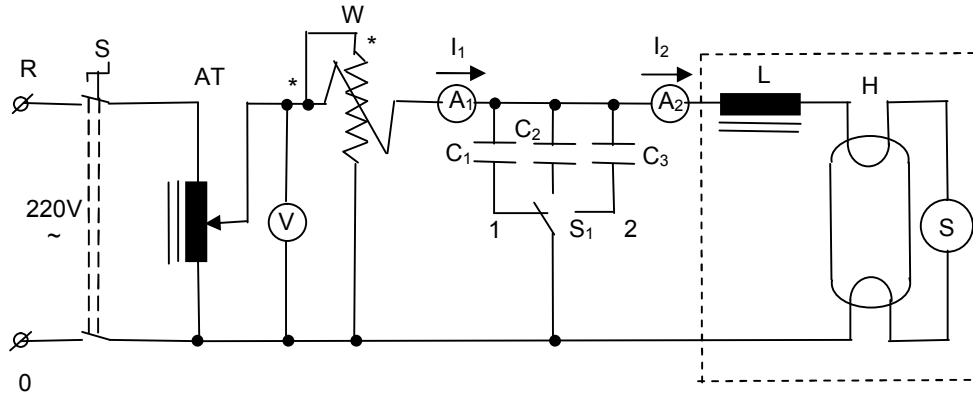 W
R
S
AT
*
*
I₁
I₂
L
H
A₁
A₂
C₁
C₂
C₃
220V
~
V
1
S₁
2
S
0